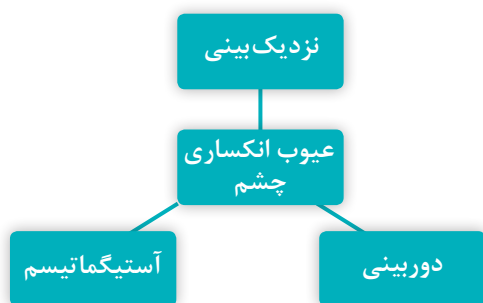 نزدیک‌بینی
عیوب انکساری
چشم
دوربینی
آستیگماتیسم